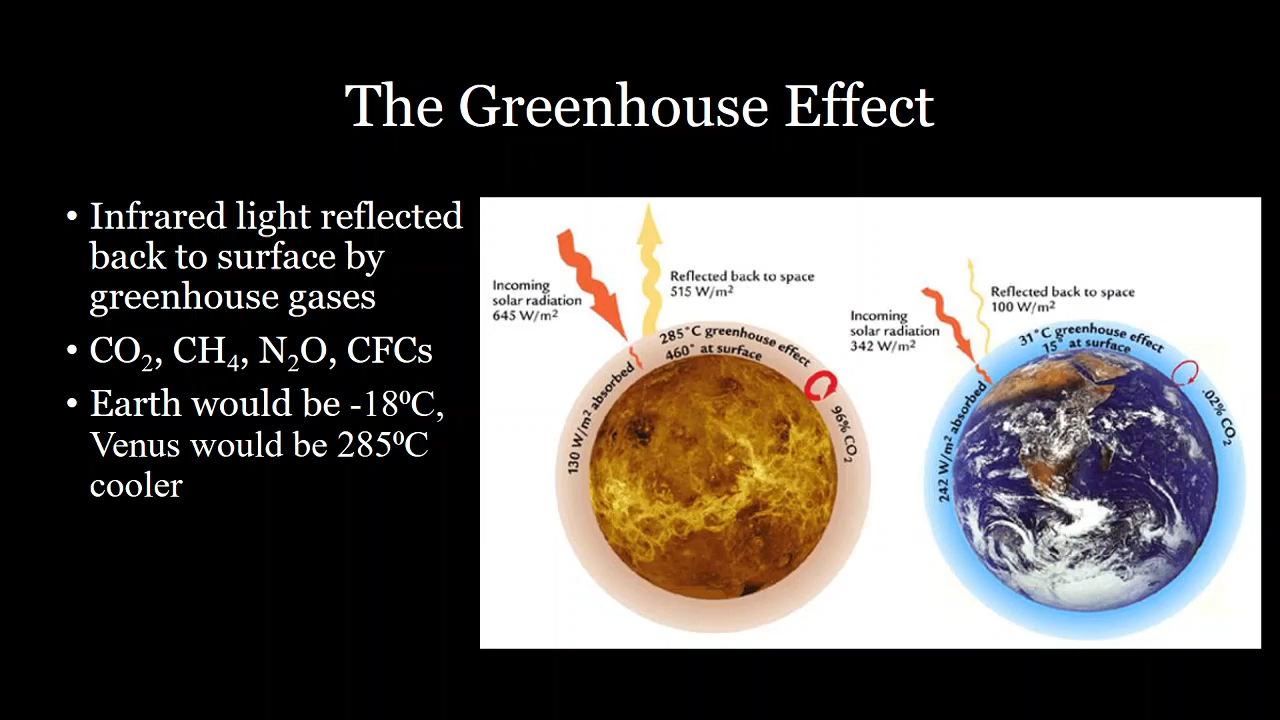 The Greenhouse Effect
• Infrared light reflected
back to surface by
greenhouse gases
• CO₂, CH₄, N₂O, CFCs
• Earth would be -18⁰C,
Venus would be 285⁰C
cooler
Incoming
solar radiation
645 W/m²
Reflected back to space
515 W/m²
285°C greenhouse effect
460° at surface
130 W/m² absorbed
96% CO₂
Incoming
solar radiation
342 W/m²
Reflected back to space
100 W/m²
31°C greenhouse effect
15° at surface
242 W/m² absorbed
.02% CO₂